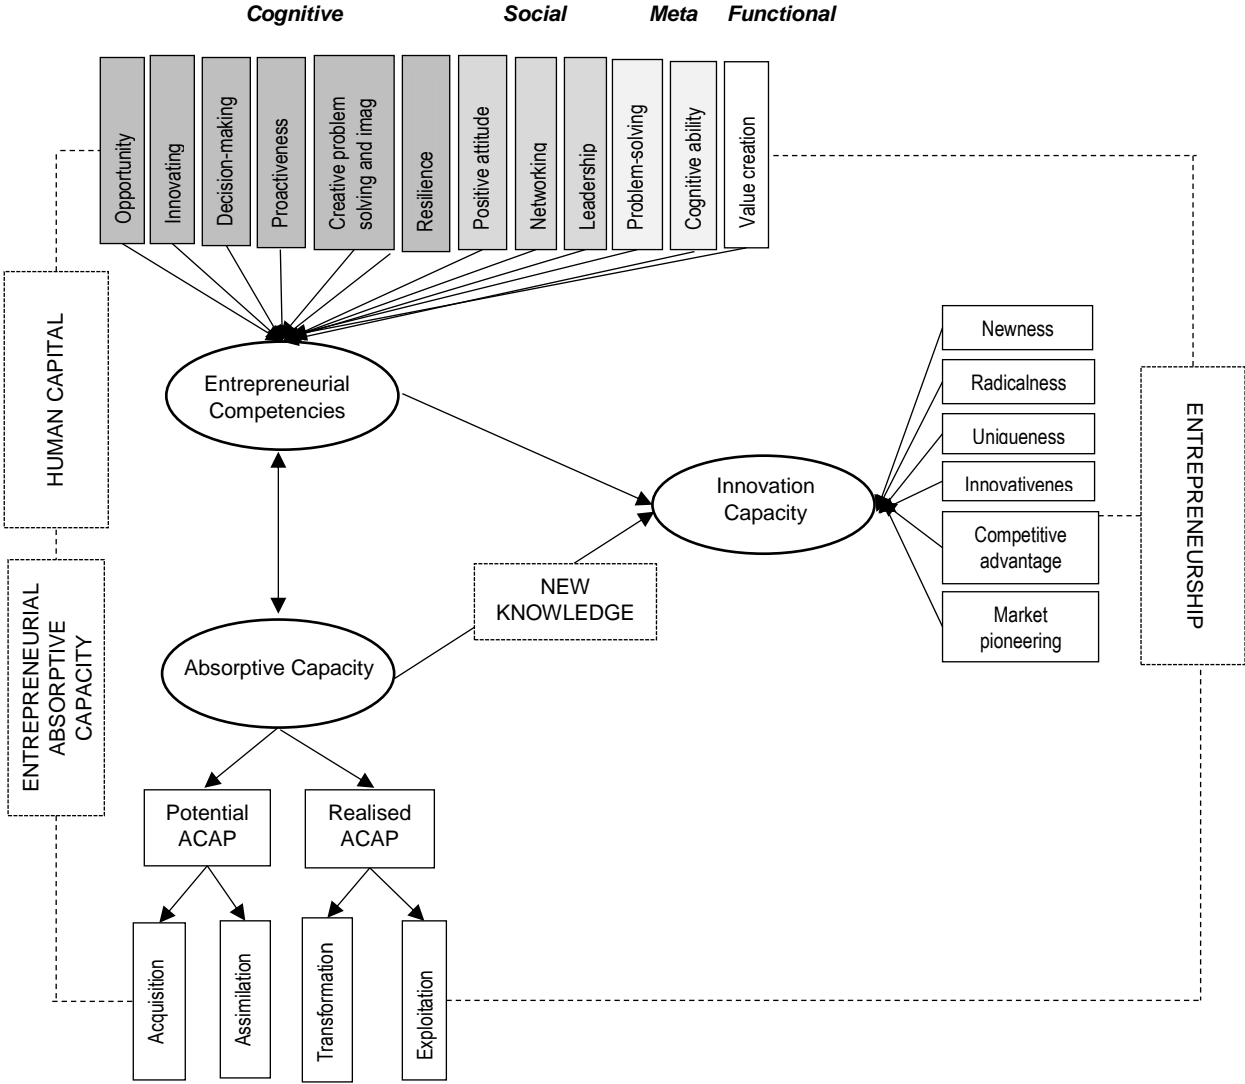 Cognitive
Social
Meta
Functional
Opportunity
Innovating
Decision-making
Proactiveness
Creative problem
solving and imag
Resilience
Positive attitude
Networking
Leadership
Problem-solving
Cognitive ability
Value creation
HUMAN CAPITAL
ENTREPRENEURIAL
ABSORPTIVE
CAPACITY
Entrepreneurial
Competencies
Absorptive Capacity
NEW
KNOWLEDGE
Innovation
Capacity
Newness
Radicalness
Uniqueness
Innovativenes
Competitive
advantage
Market
pioneering
ENTREPRENEURSHIP
Potential
ACAP
Realised
ACAP
Acquisition
Assimilation
Transformation
Exploitation